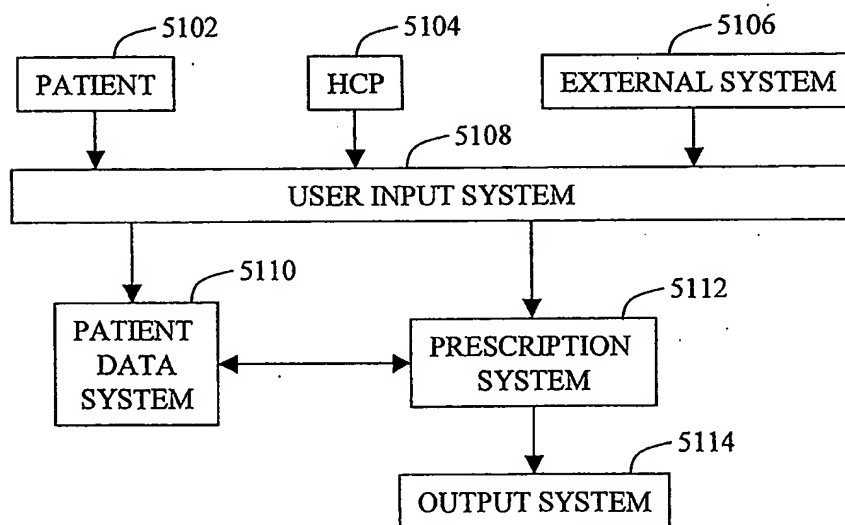 5102
5104
5106
PATIENT
HCP
EXTERNAL SYSTEM
5108
USER INPUT SYSTEM
5110
5112
PATIENT
DATA
SYSTEM
PRESCRIPTION
SYSTEM
5114
OUTPUT SYSTEM